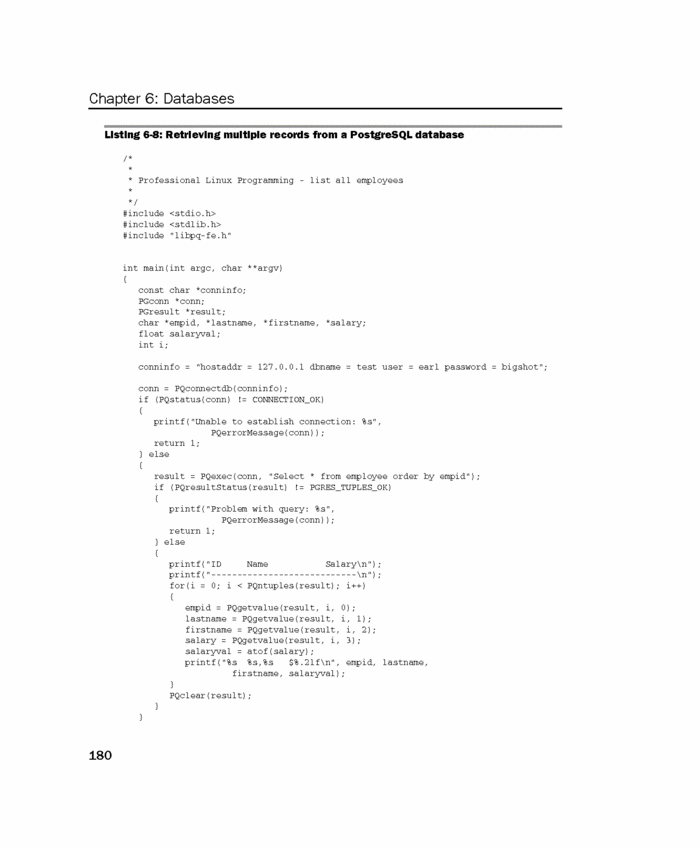 Chapter 6: Databases
Listing 6-8: Retrieving multiple records from a PostgreSQL database
/*
*
* Professional Linux Programming - list all employees
*
*/
#include <stdio.h>
#include <stdlib.h>
#include "libpq-fe.h"
int main(int argc, char **argv)
{
const char *conninfo;
PGconn *conn;
PGresult *result;
char *empid, *lastname, *firstname, *salary;
float salaryval;
int i;
conninfo = "hostaddr = 127.0.0.1 dbname = test user = earl password = bigshot";
conn = PQconnectdb(conninfo);
if (PQstatus(conn) != CONNECTION_OK)
{
printf("Unable to establish connection: %s",
PQerrorMessage(conn));
return 1;
} else
{
result = PQexec(conn, "Select * from employee order by empid");
if (PQresultStatus(result) != PGRES_TUPLES_OK)
{
printf("Problem with query: %s",
PQerrorMessage(conn));
return 1;
} else
{
printf("ID     Name           Salary\n");
printf("----------------------------\n");
for(i = 0; i < PQntuples(result); i++)
{
empid = PQgetvalue(result, i, 0);
lastname = PQgetvalue(result, i, 1);
firstname = PQgetvalue(result, i, 2);
salary = PQgetvalue(result, i, 3);
salaryval = atof(salary);
printf("%s  %s,%s   $%.2lf\n", empid, lastname,
firstname, salaryval);
}
PQclear(result);
}
}
180